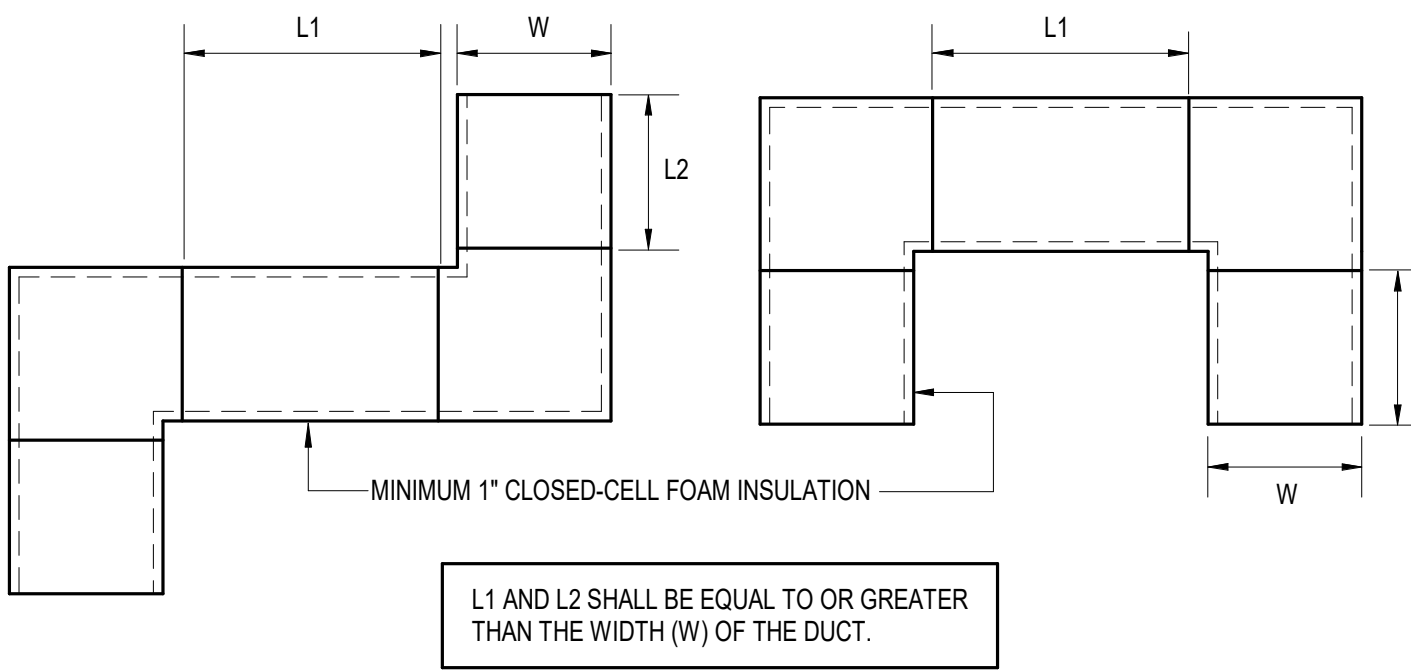 L1
W
L1
L2
MINIMUM 1" CLOSED-CELL FOAM INSULATION
W
L1 AND L2 SHALL BE EQUAL TO OR GREATER
THAN THE WIDTH (W) OF THE DUCT.